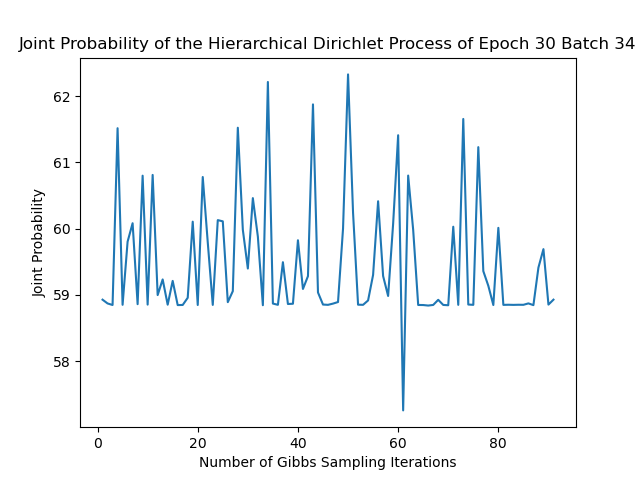 Joint Probability of the Hierarchical Dirichlet Process of Epoch 30 Batch 34
62
61
60
59
58
Joint Probability
0 20 40 60 80
Number of Gibbs Sampling Iterations